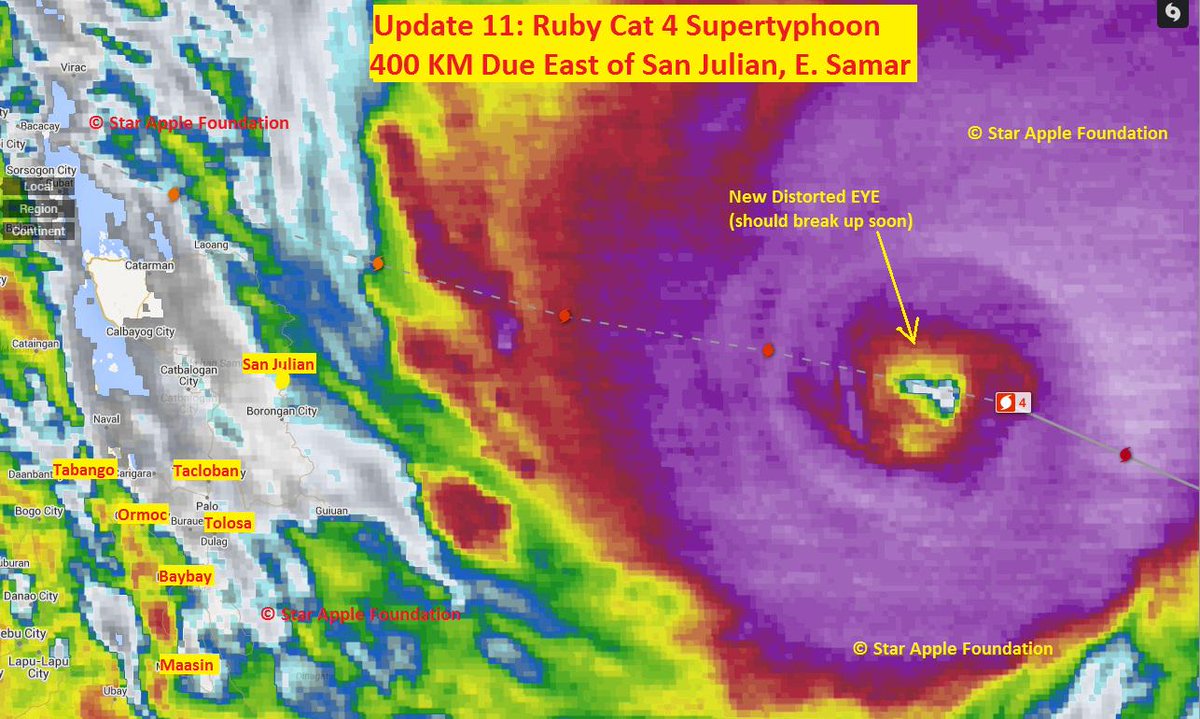 Update 11: Ruby Cat 4 Supertyphoon
400 KM Due East of San Julian, E. Samar
Virac
© Star Apple Foundation
Bacacay
© Star Apple Foundation
Sorsogon City
Local
Region
Continent
New Distorted EYE
(should break up soon)
Laoang
Catarman
Calbayog City
Cataingan
San Julian
Catbalogan
City
4
Borongan City
Naval
Tabango
Tacloban
Palo
Bogo City
Ormoc
Tolosa
Guiuan
Dulag
Baybay
Danao City
© Star Apple Foundation
© Star Apple Foundation
Lapu-Lapu
City
Maasin
Ubay